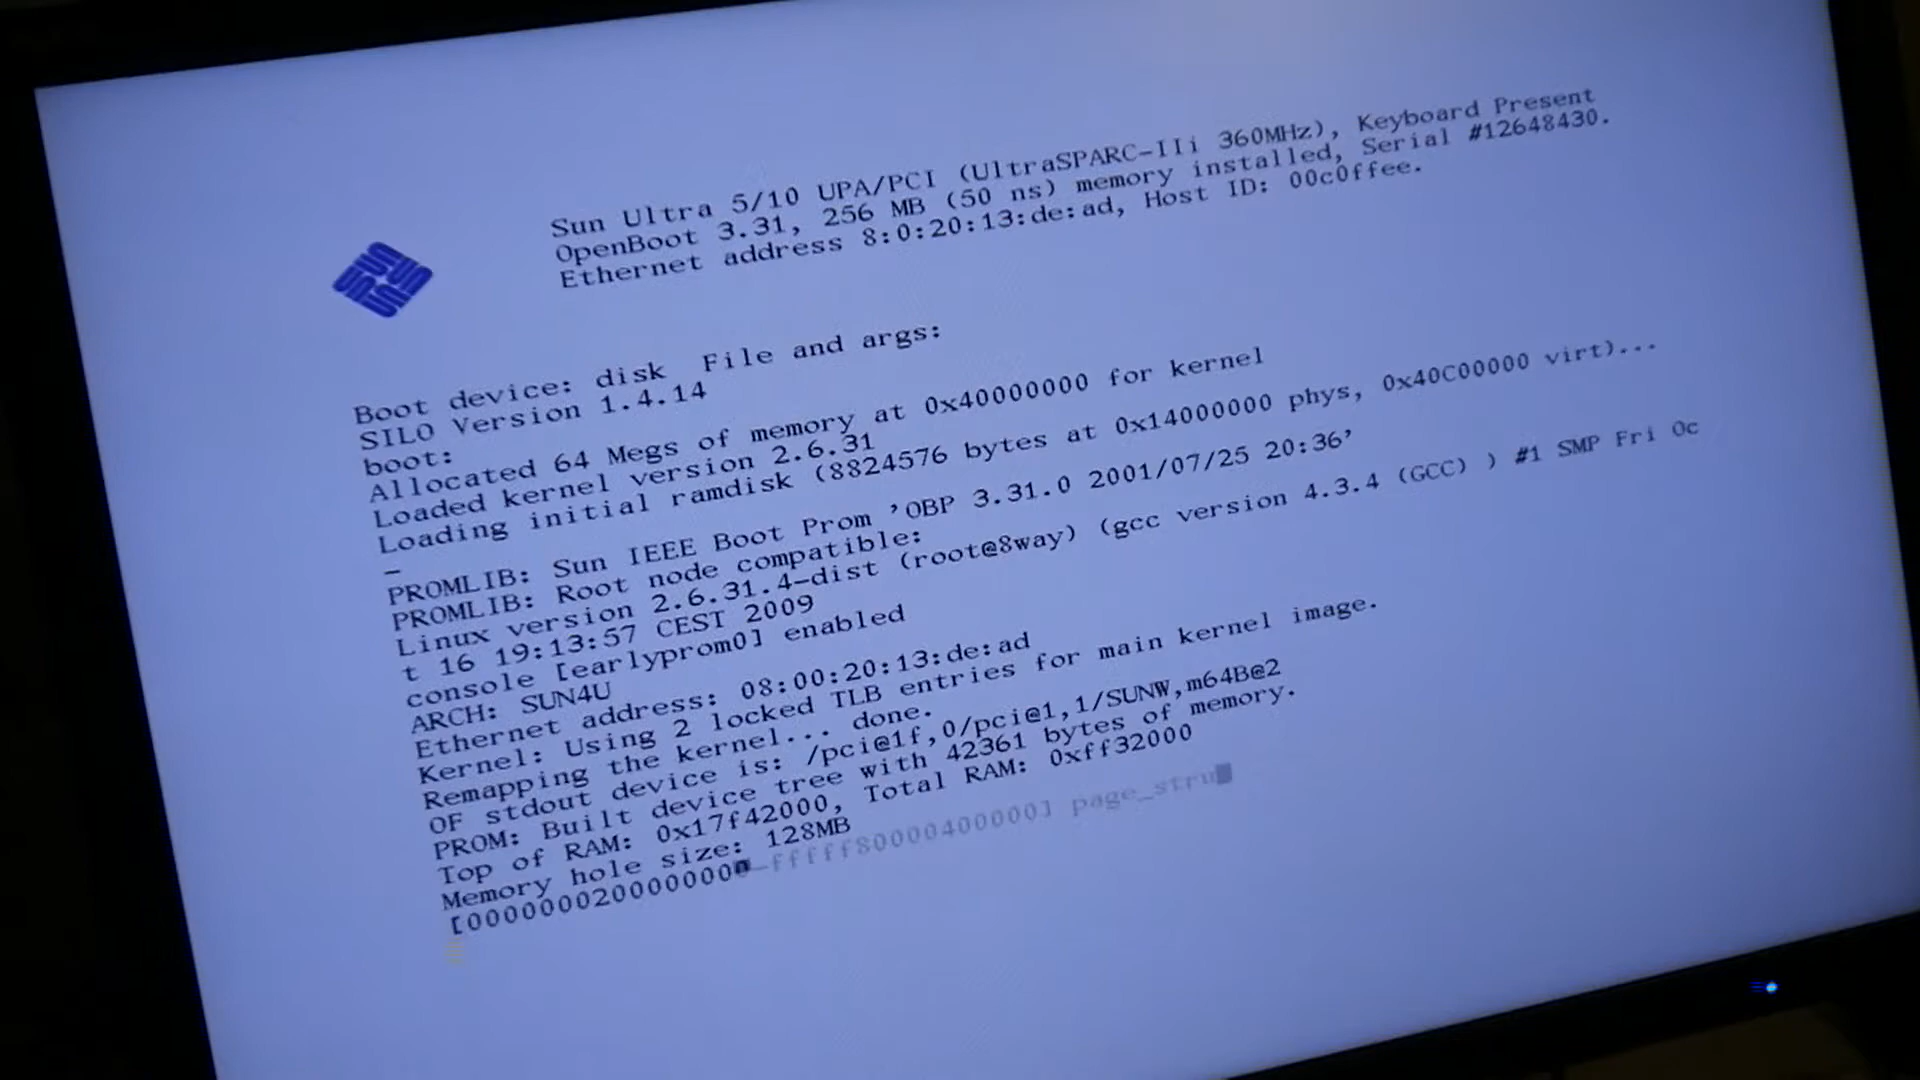 Sun Ultra 5/10 UPA/PCI (UltraSPARC-IIi 360MHz), Keyboard Present
OpenBoot 3.31, 256 MB (50 ns) memory installed, Serial #12648430.
Ethernet address 8:0:20:13:de:ad, Host ID: 00c0ffee.
Boot device: disk  File and args:
SILO Version 1.4.14
boot:
Allocated 64 Megs of memory at 0x40000000 for kernel
Loaded kernel version 2.6.31
Loading initial ramdisk (8824576 bytes at 0x14000000 phys, 0x40C00000 virt)...
-
PROMLIB: Sun IEEE Boot Prom 'OBP 3.31.0 2001/07/25 20:36'
PROMLIB: Root node compatible:
Linux version 2.6.31.4-dist (root@8way) (gcc version 4.3.4 (GCC) ) #1 SMP Fri Oc
t 16 19:13:57 CEST 2009
console [earlyprom0] enabled
ARCH: SUN4U
Ethernet address: 08:00:20:13:de:ad
Kernel: Using 2 locked TLB entries for main kernel image.
Remapping the kernel... done.
OF stdout device is: /pci@1f,0/pci@1,1/SUNW,m64B@2
PROM: Built device tree with 42361 bytes of memory.
Top of RAM: 0x17f42000, Total RAM: 0xff32000
Memory hole size: 128MB
[0000000200000000-fffff80000400000] page_stru